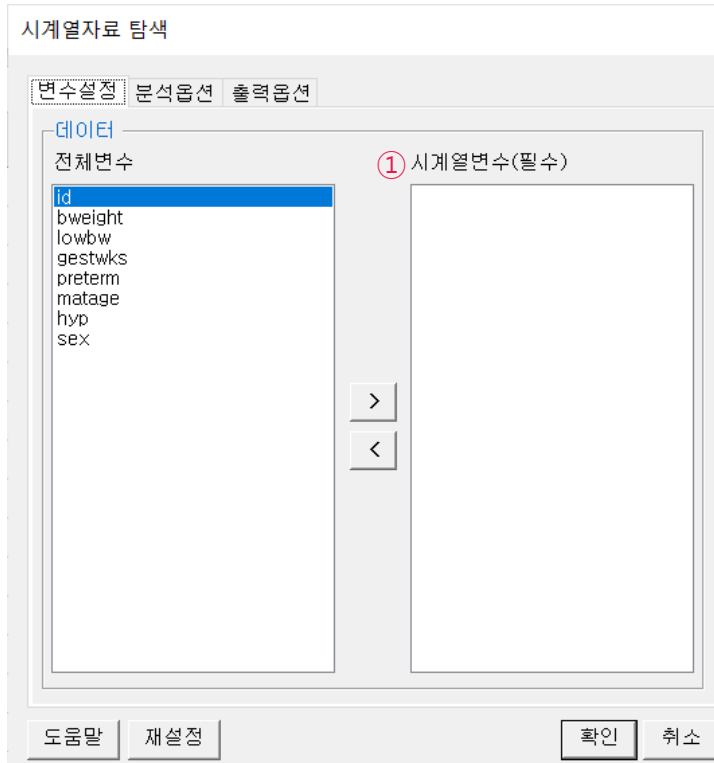 시계열자료 탐색
변수설정 분석옵션 출력옵션
데이터
전체변수 ① 시계열변수(필수)
id
bweight
lowbw
gestwks
preterm
matage
hyp
sex
>
<
도움말 재설정 확인 취소